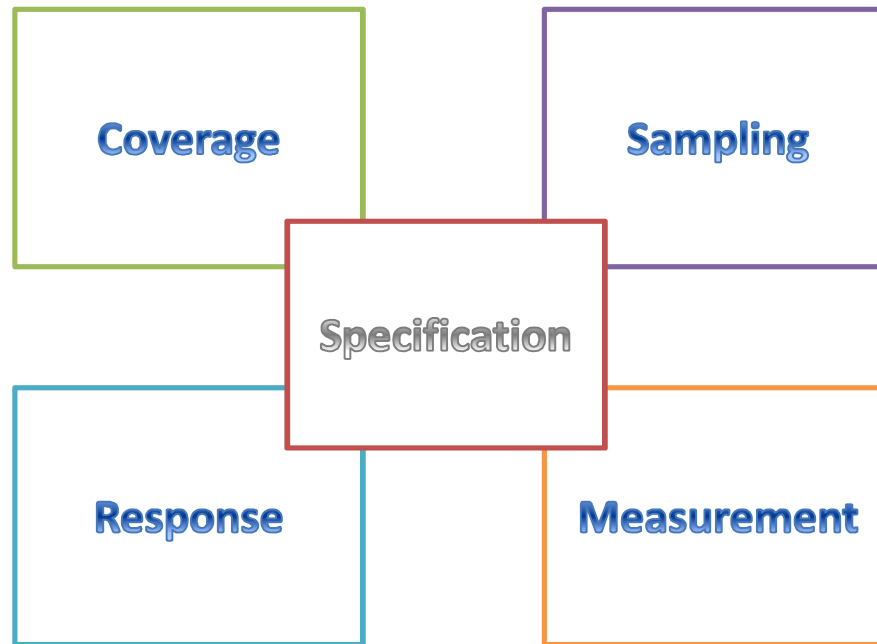 Coverage
Sampling
Specification
Response
Measurement